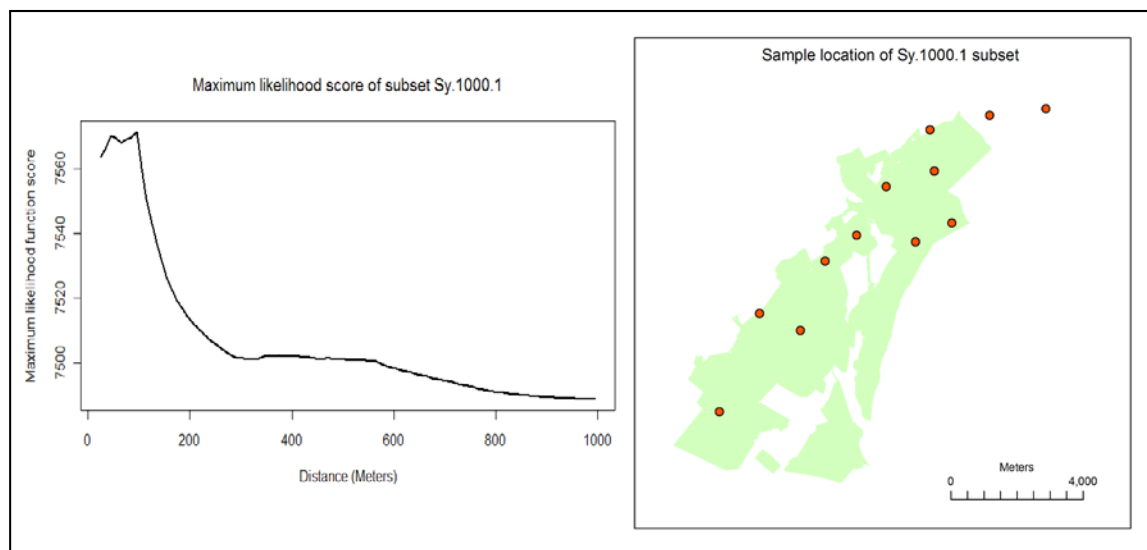 Maximum likelihood score of subset Sy.1000.1
Maximum likelihood function score
7500 7520 7540 7560
0 200 400 600 800 1000
Distance (Meters)
Sample location of Sy.1000.1 subset
Meters
0 4,000